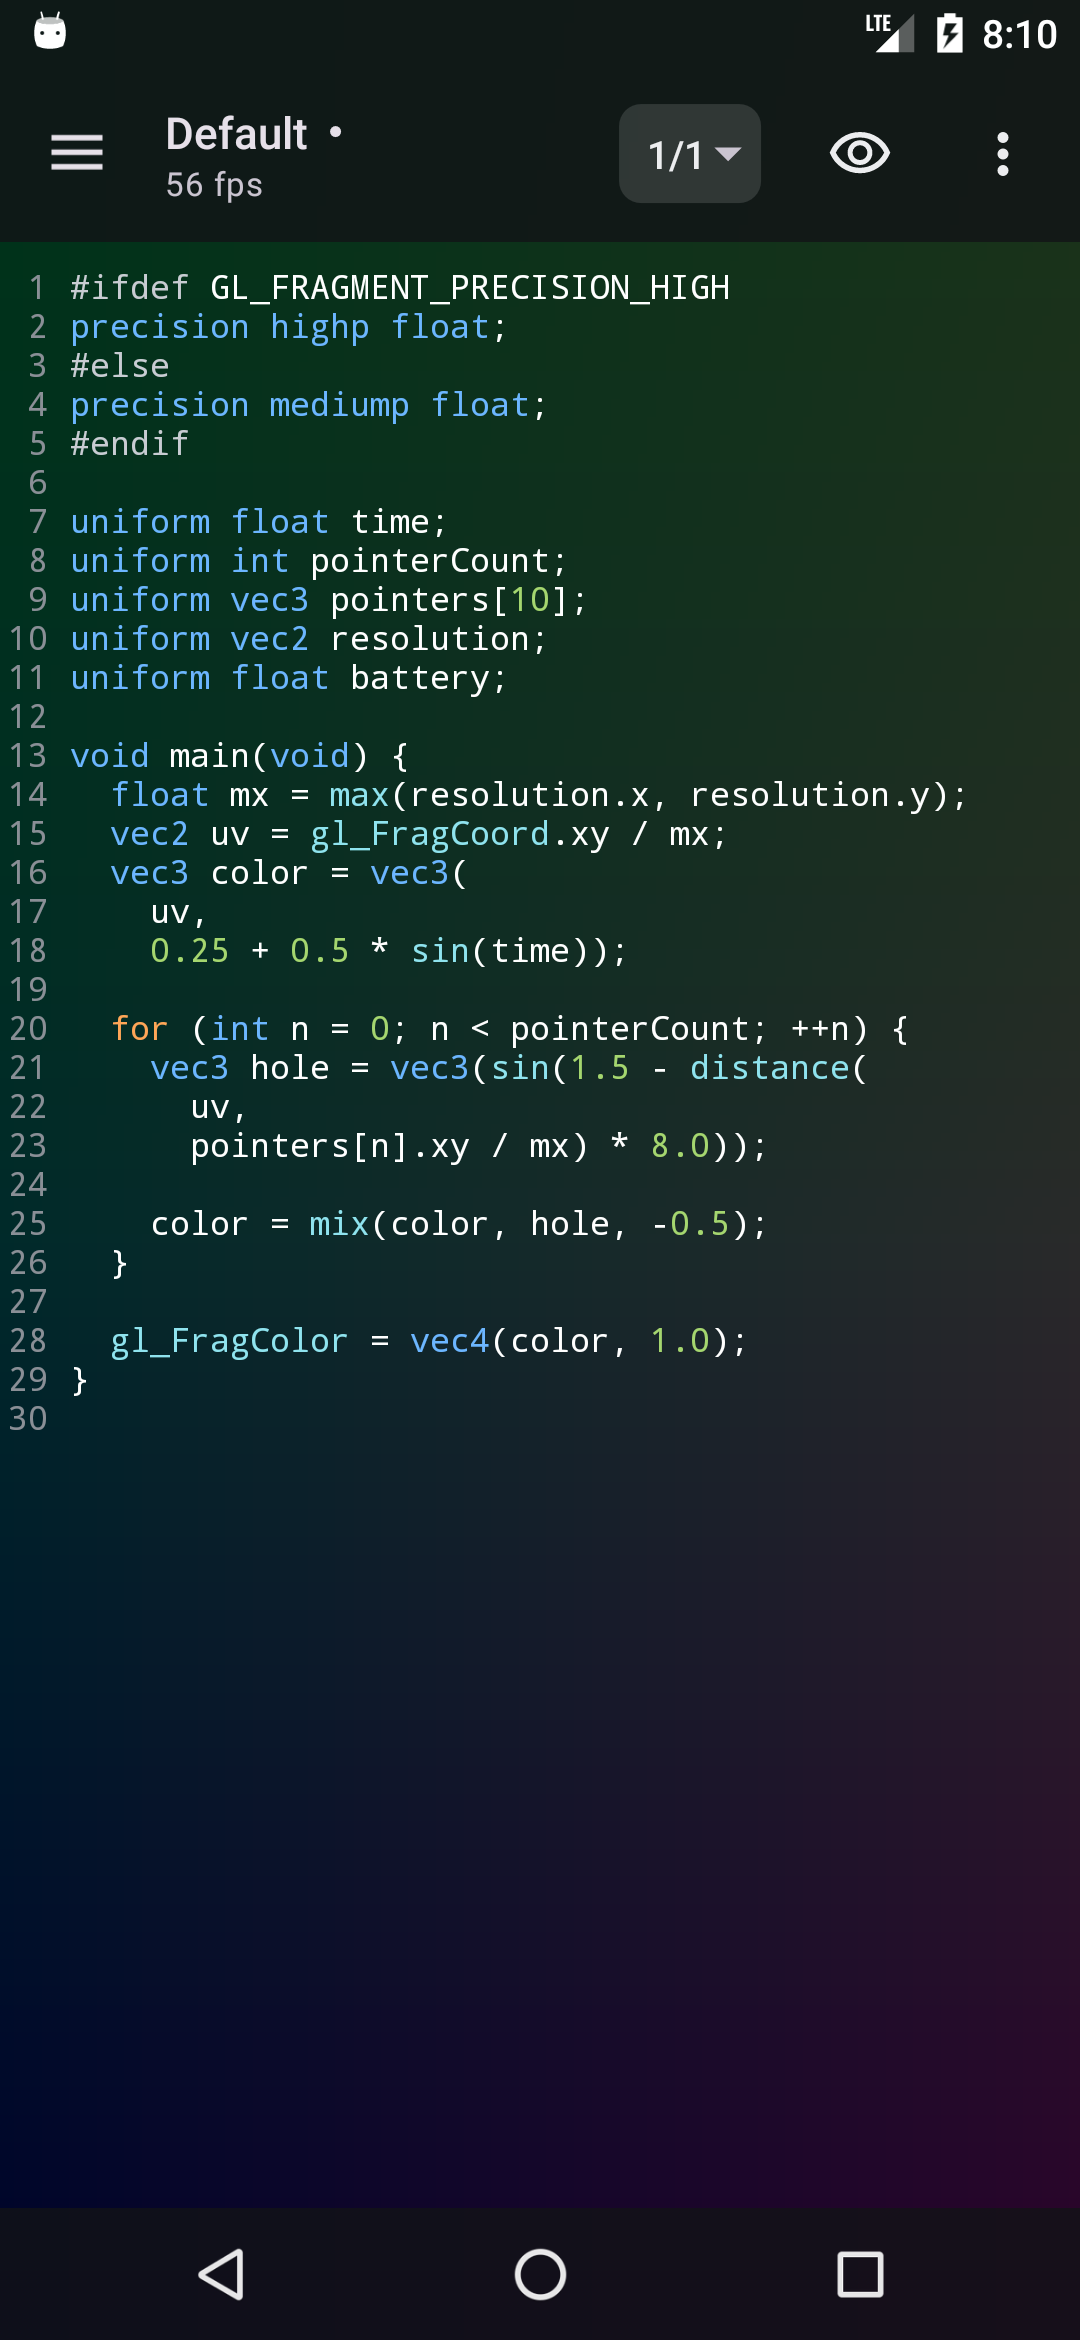 LTE 8:10
Default •
56 fps
1/1
1 #ifdef GL_FRAGMENT_PRECISION_HIGH
2 precision highp float;
3 #else
4 precision mediump float;
5 #endif
6
7 uniform float time;
8 uniform int pointerCount;
9 uniform vec3 pointers[10];
10 uniform vec2 resolution;
11 uniform float battery;
12
13 void main(void) {
14   float mx = max(resolution.x, resolution.y);
15   vec2 uv = gl_FragCoord.xy / mx;
16   vec3 color = vec3(
17     uv,
18     0.25 + 0.5 * sin(time));
19
20   for (int n = 0; n < pointerCount; ++n) {
21     vec3 hole = vec3(sin(1.5 - distance(
22       uv,
23       pointers[n].xy / mx) * 8.0));
24
25     color = mix(color, hole, -0.5);
26   }
27
28   gl_FragColor = vec4(color, 1.0);
29 }
30